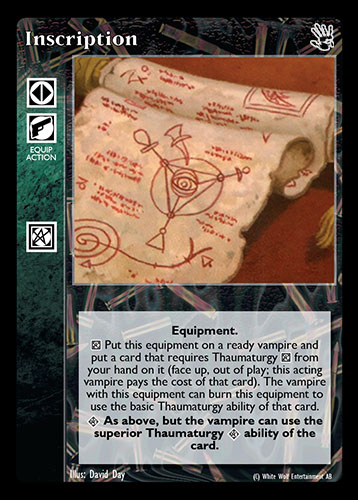 Inscription
EQUIP
ACTION
Equipment.
Put this equipment on a ready vampire and
put a card that requires Thaumaturgy from
your hand on it (face up, out of play; this acting
vampire pays the cost of that card). The vampire
with this equipment can burn this equipment to
use the basic Thaumaturgy ability of that card.
As above, but the vampire can use the
superior Thaumaturgy ability of the
card.
Illus: David Day
(C) White Wolf Entertainment AB